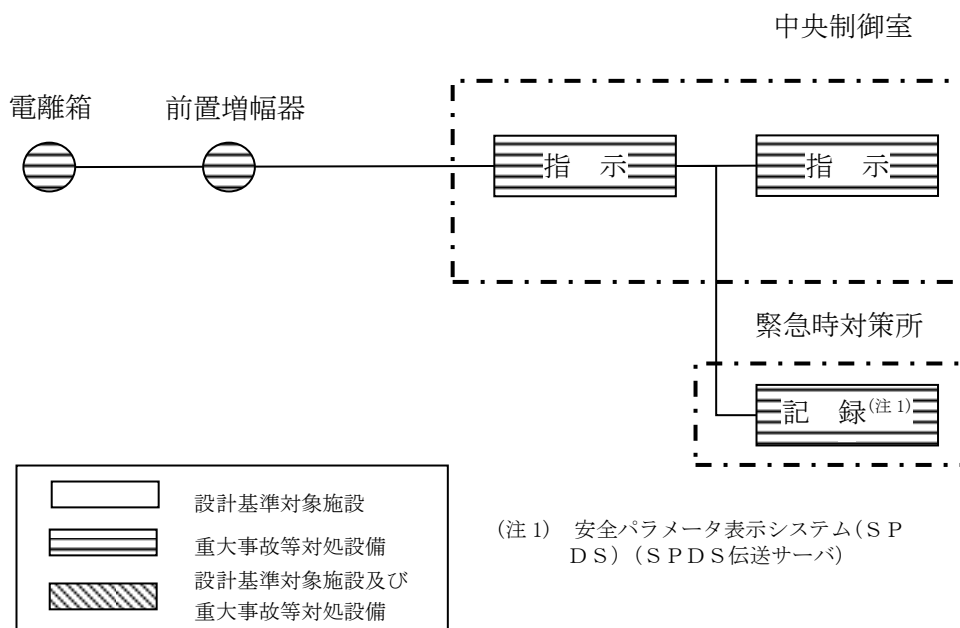 中央制御室
電離箱
前置増幅器
指 示
指 示
緊急時対策所
記 録(注1)
設計基準対象施設
重大事故等対処設備
設計基準対象施設及び
重大事故等対処設備
(注1) 安全パラメータ表示システム(SP
DS)(SPDS伝送サーバ)